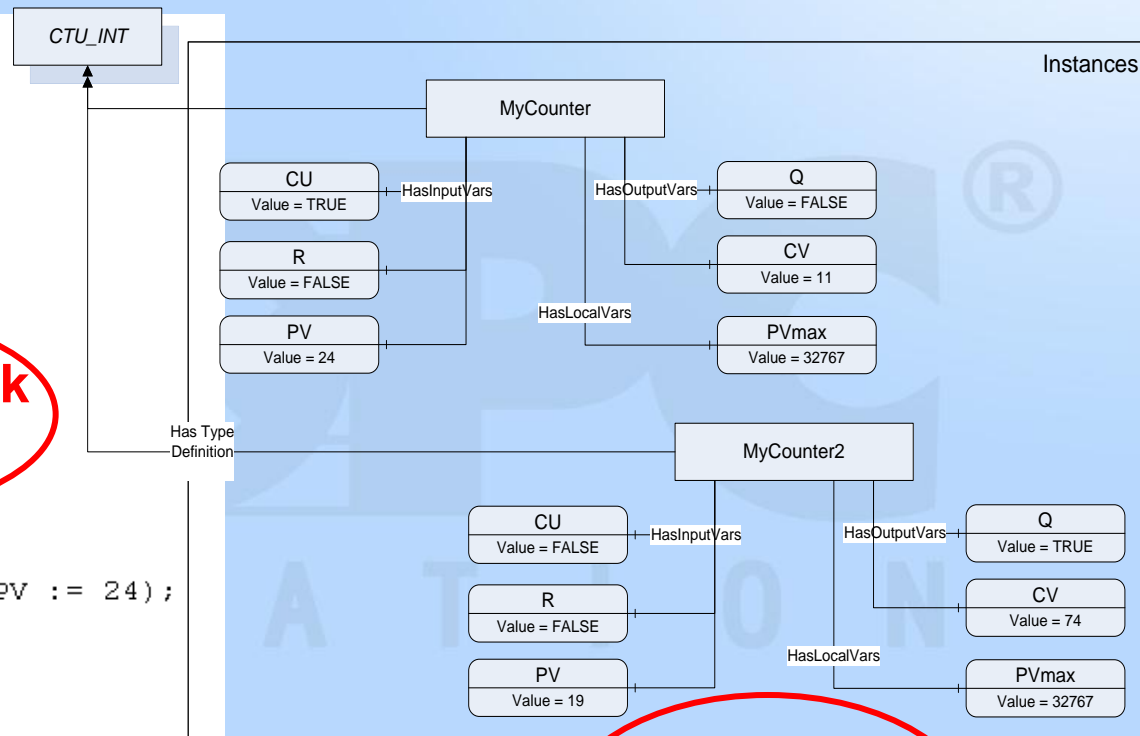 CTU_INT
Instances
MyCounter
CU
Value = TRUE
HasInputVars
R
Value = FALSE
PV
Value = 24
HasOutputVars
Q
Value = FALSE
CV
Value = 11
HasLocalVars
PVmax
Value = 32767
k
Has Type
Definition
MyCounter2
CU
Value = FALSE
HasInputVars
R
Value = FALSE
PV
Value = 19
HasOutputVars
Q
Value = TRUE
CV
Value = 74
HasLocalVars
PVmax
Value = 32767
:= 24);
OPC ®
A T I O N